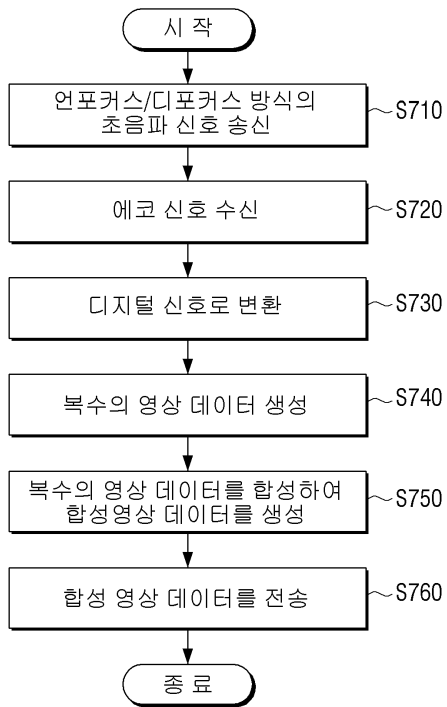 시 작
언포커스/디포커스 방식의
초음파 신호 송신
S710
에코 신호 수신
S720
디지털 신호로 변환
S730
복수의 영상 데이터 생성
S740
복수의 영상 데이터를 합성하여
합성영상 데이터를 생성
S750
합성 영상 데이터를 전송
S760
종 료